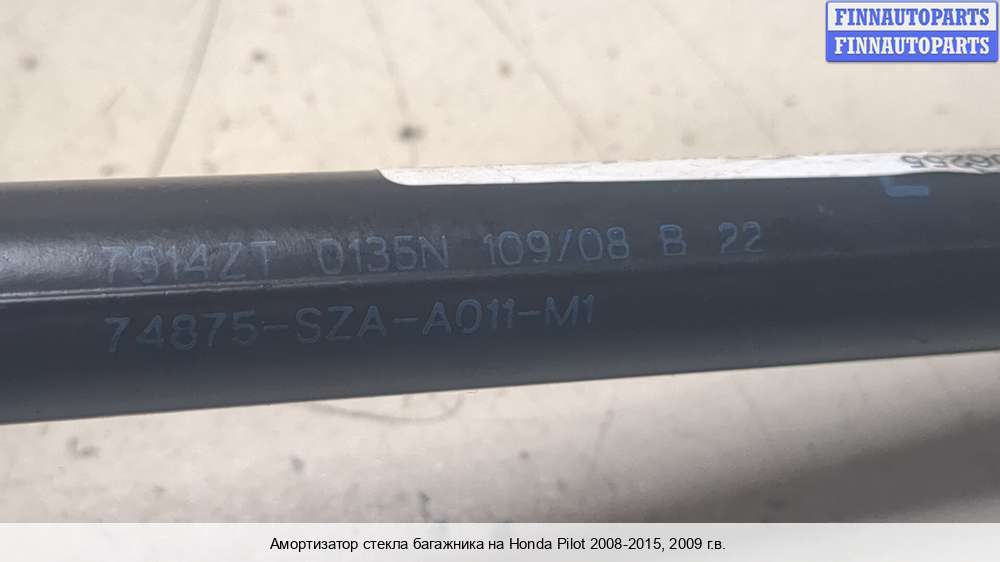 FINNAUTOPARTS
FINNAUTOPARTS
7514ZT 0135N 109/08 B 22
74875-SZA-A011-M1
Амортизатор стекла багажника на Honda Pilot 2008-2015, 2009 г.в.